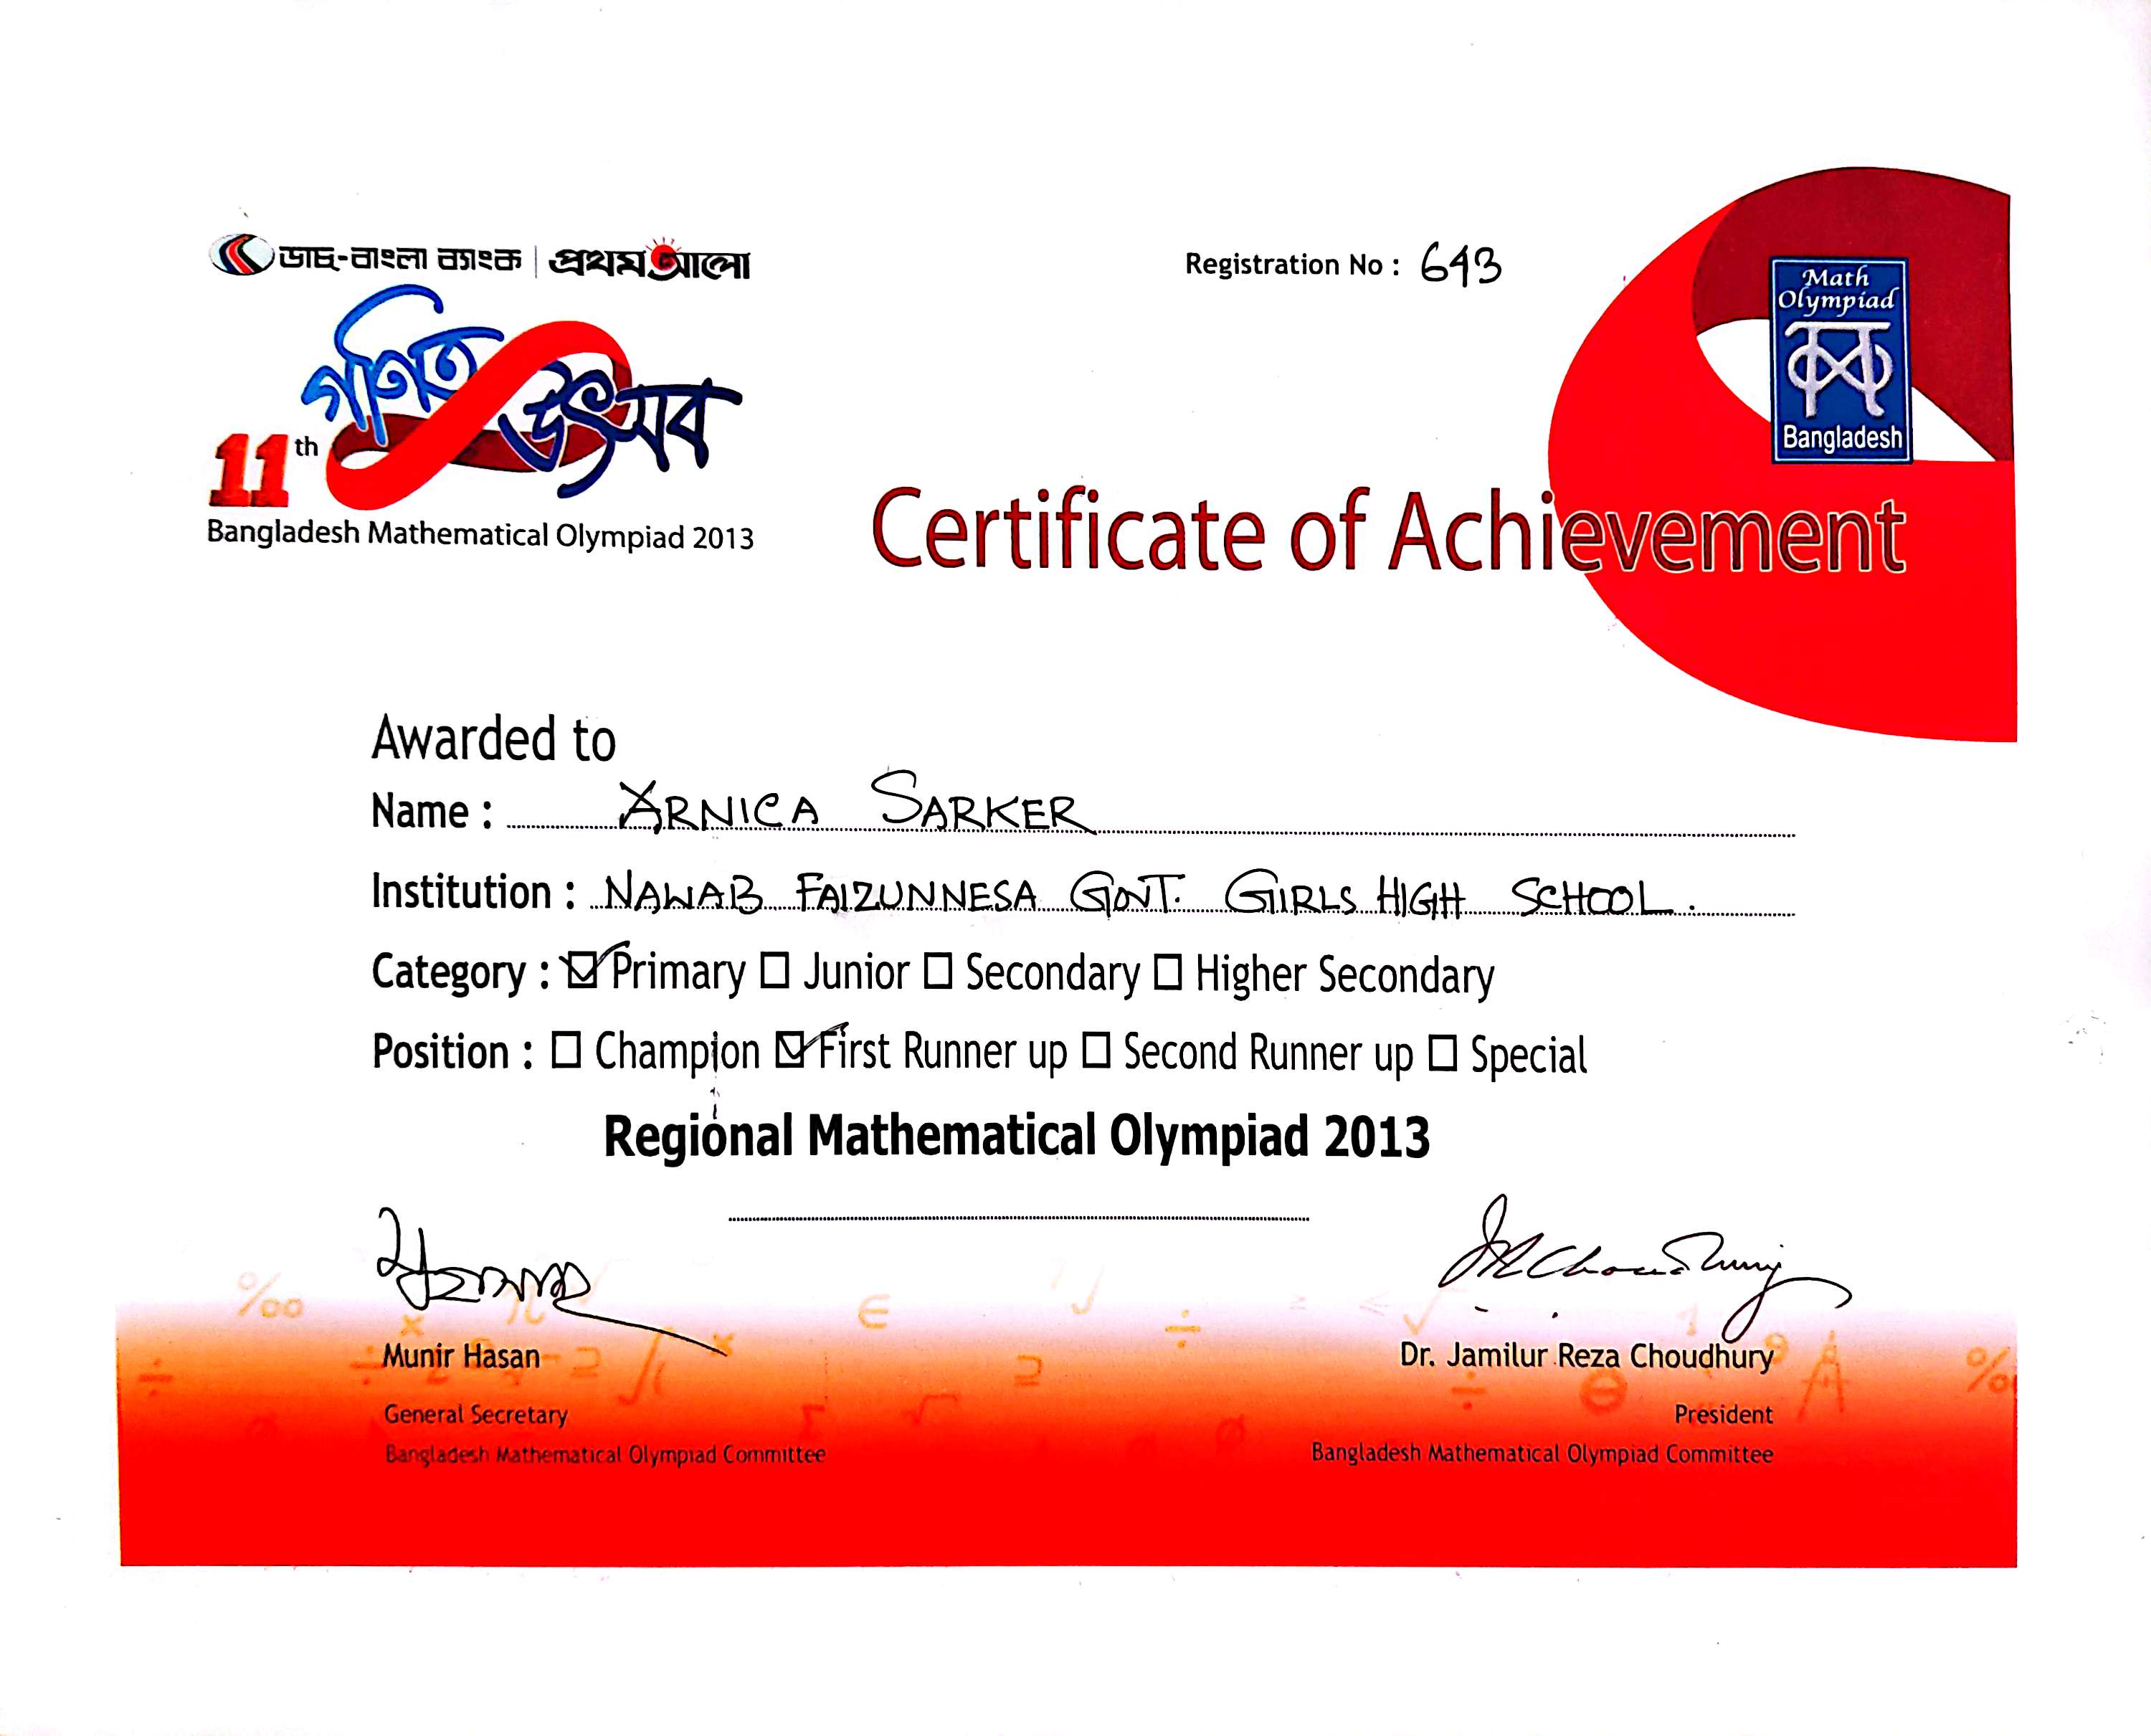 ডাচ্-বাংলা ব্যাংক | প্রথম আলো
Registration No : 643
Math
Olympiad
Bangladesh
গণিত
উৎসব
11th
Bangladesh Mathematical Olympiad 2013
Certificate of Achievement
Awarded to
Name : ARNICA SARKER
Institution : NAWAB FAIZUNNESA GOVT. GIRLS HIGH SCHOOL.
Category : ☑ Primary ☐ Junior ☐ Secondary ☐ Higher Secondary
Position : ☐ Champion ☑ First Runner up ☐ Second Runner up ☐ Special
Regional Mathematical Olympiad 2013
Munir Hasan
General Secretary
Bangladesh Mathematical Olympiad Committee
Dr. Jamilur Reza Choudhury
President
Bangladesh Mathematical Olympiad Committee